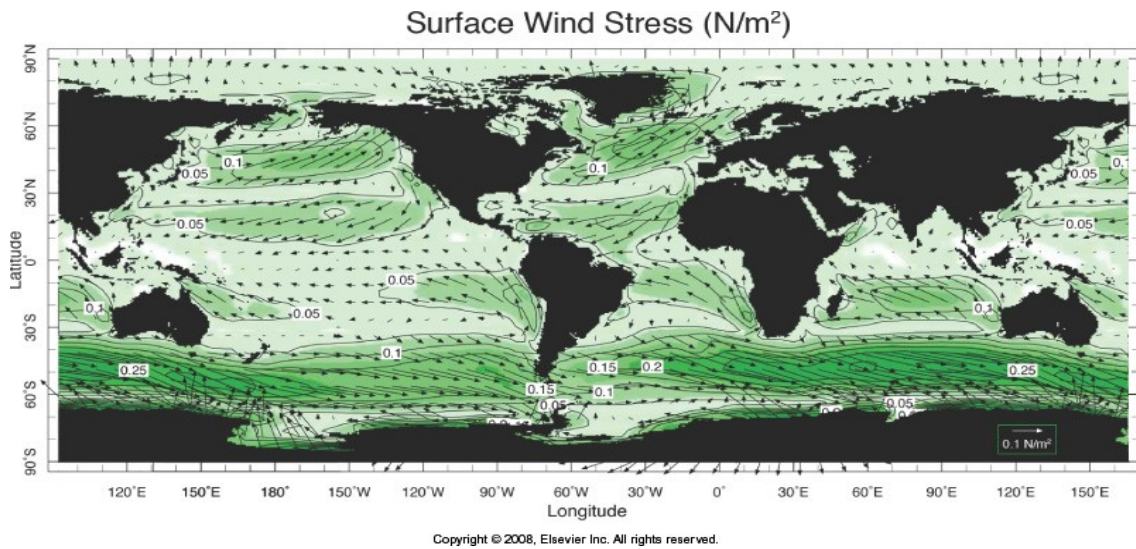 Surface Wind Stress (N/m²)
90˚N
60˚N
30˚N
0˚
30˚S
60˚S
90˚S
Latitude
0.1
0.05
0.1
0.05
0.05
0.05
0.1
0.05
0.05
0.1
0.1
0.1
0.25
0.15
0.2
0.15
0.1
0.05
0.25
0.05
0.1 N/m²
120˚E 150˚E 180˚ 150˚W 120˚W 90˚W 60˚W 30˚W 0˚ 30˚E 60˚E 90˚E 120˚E 150˚E
Longitude
Copyright © 2008, Elsevier Inc. All rights reserved.